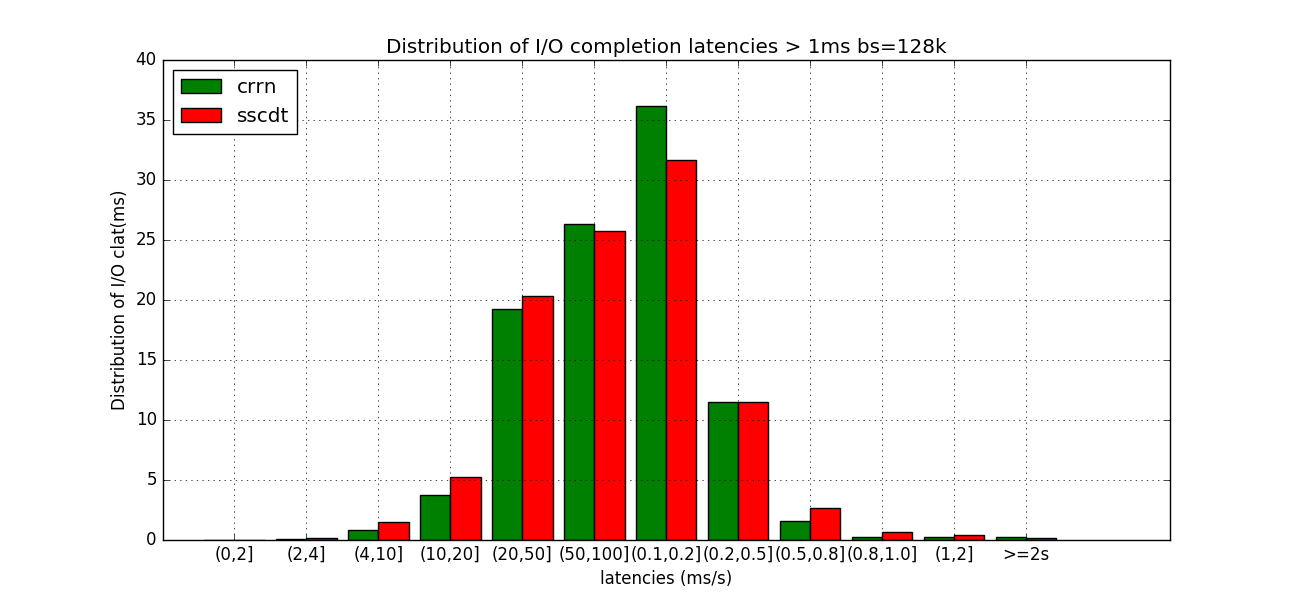 Distribution of I/O completion latencies > 1ms bs=128k
40
35
30
25
20
15
10
5
0
crrn
sscdt
Distribution of I/O clat(ms)
(0,2] (2,4] (4,10] (10,20] (20,50] (50,100] (0.1,0.2] (0.2,0.5] (0.5,0.8] (0.8,1.0] (1,2] >=2s
latencies (ms/s)